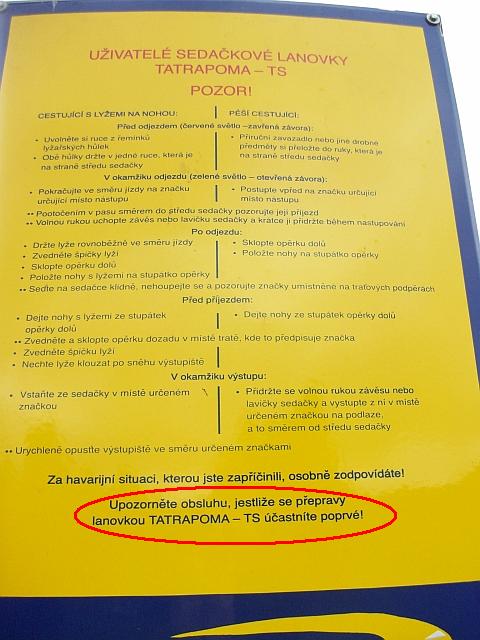 UŽIVATELÉ SEDAČKOVÉ LANOVKY
TATRAPOMA – TS
POZOR!
CESTUJÍCÍ S LYŽEMI NA NOHOU:
PĚŠÍ CESTUJÍCÍ:
Před odjezdem (červené světlo –zavřená závora):
• Uvolněte si ruce z řemínků
lyžařských hůlek
• Obě hůlky držte v jedné ruce, která je
na straně středu sedačky
• Příruční zavazadlo nebo jiné drobné
předměty si přeložte do ruky, která je
na straně středu sedačky
V okamžiku odjezdu (zelené světlo – otevřená závora):
• Pokračujte ve směru jízdy na značku
určující místo nástupu
• Postupte vpřed na značku určující
místo nástupu
•• Pootočením v pasu směrem do středu sedačky pozorujte její příjezd
•• Volnou rukou uchopte závěs nebo lavičku sedačky a krátce ji přidržte během nastupování
Po odjezdu:
• Držte lyže rovnoběžné ve směru jízdy
• Zvedněte špičky lyží
• Sklopte opěrku dolů
• Položte nohy s lyžemi na stupátko opěrky
• Sklopte opěrku dolů
• Položte nohy na stupátko opěrky
•• Seďte na sedačce klidně, nehoupejte se a pozorujte značky umístněné na traťových podpěrách
Před příjezdem:
• Dejte nohy s lyžemi ze stupátek
opěrky dolů
• Dejte nohy ze stupátek opěrky dolů
•• Zvedněte a sklopte opěrku dozadu v místě tratě, kde to předpisuje značka
• Zvedněte špičku lyží
• Nechte lyže klouzat po sněhu výstupiště
V okamžiku výstupu:
• Vstaňte ze sedačky v místě určeném
značkou
• Přidržte se volnou rukou závěsu nebo
lavičky sedačky a vystupte z ní v místě
určeném značkou na podlaze,
a to směrem od středu sedačky
•• Urychleně opusťte výstupiště ve směru určeném značkami
Za havarijní situaci, kterou jste zapříčinili, osobně zodpovídáte!
Upozorněte obsluhu, jestliže se přepravy
lanovkou TATRAPOMA – TS účastníte poprvé!